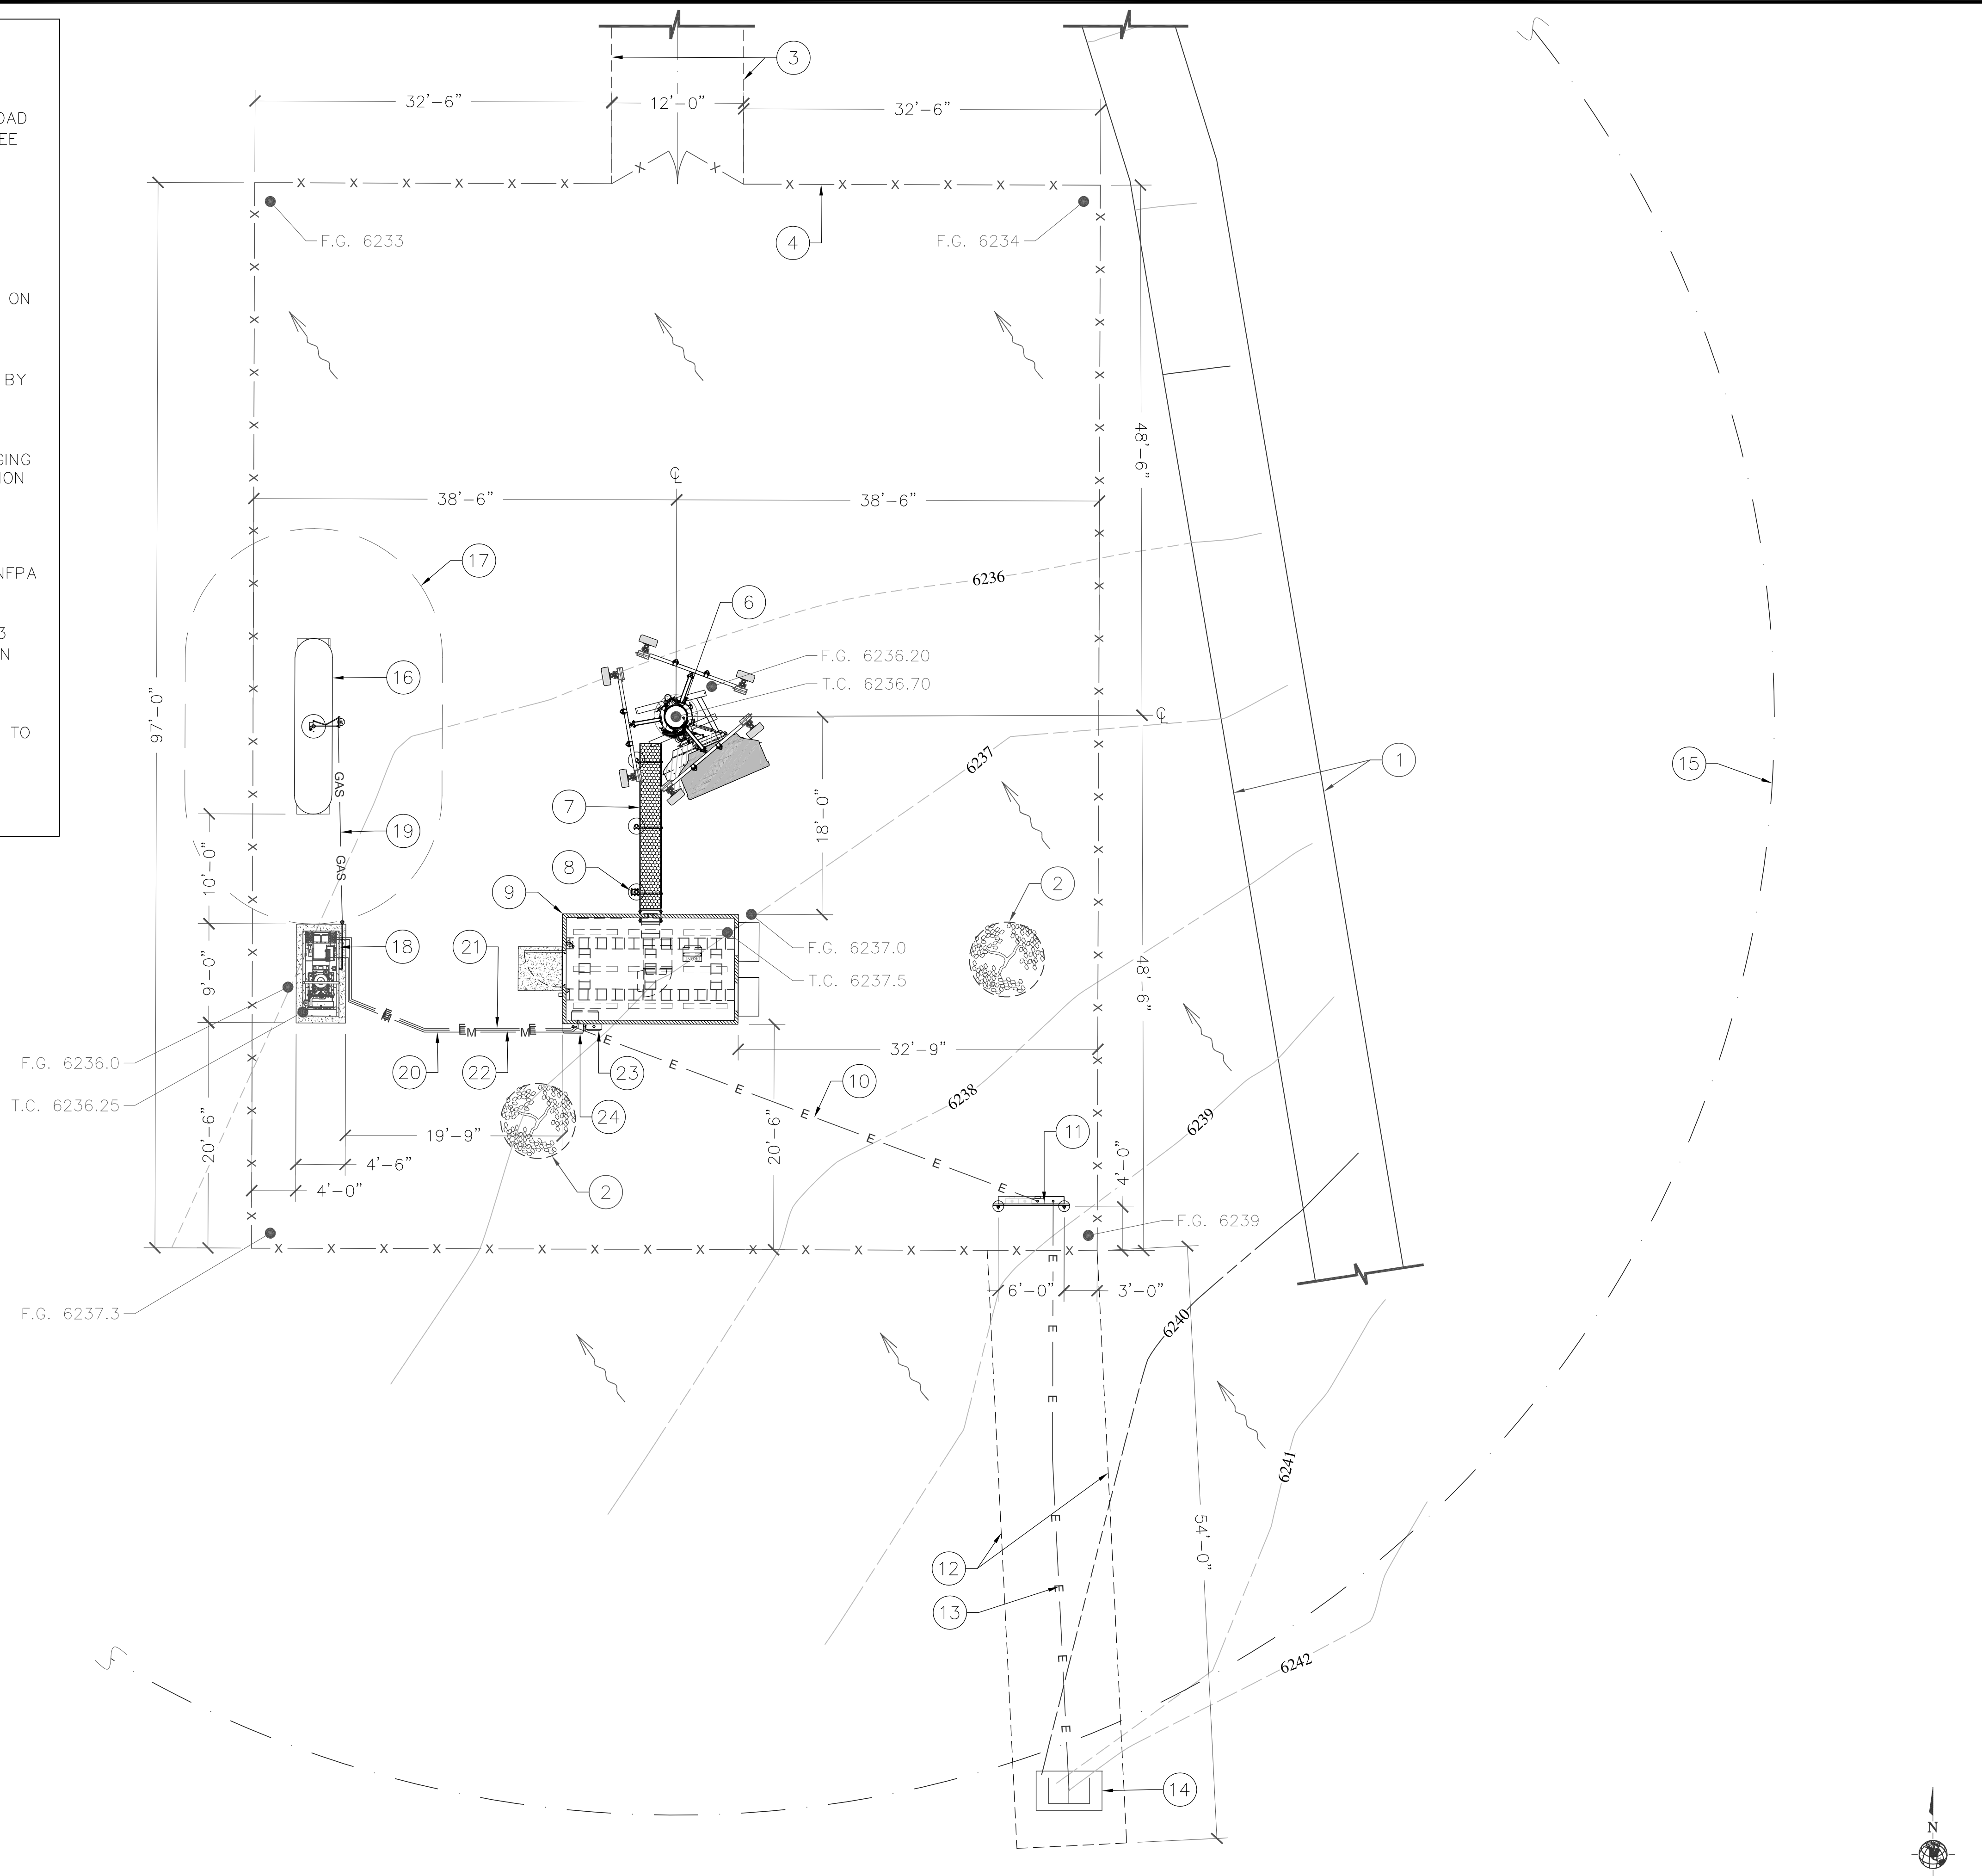 OAD
EE
ON
BY
GING
ION
NFPA
3
N
TO
3
32'-6"
12'-0"
32'-6"
X X X X X X X X X X X X X X
F.G. 6233
4
F.G. 6234
48'-6"
℄
38'-6"
38'-6"
17
6236
6
F.G. 6236.20
16
T.C. 6236.70
97'-0"
℄
6237
1
15
GAS
7
18'-0"
19
10'-0"
GAS
8
9
2
18
21
F.G. 6237.0
9'-0"
T.C. 6237.5
48'-6"
E
M
E
M
E
E
32'-9"
F.G. 6236.0
20
22
23
E
E
10
T.C. 6236.25
6238
E
24
6239
20'-6"
19'-9"
20'-6"
E
11
4'-0"
4'-6"
E
4'-0"
2
E
F.G. 6239
X X X X X X X X X X X X X X X X
E
6'-0"
3'-0"
F.G. 6237.3
6240
E
E
6241
E
54'-0"
12
E
13
E
6242
E
14
N